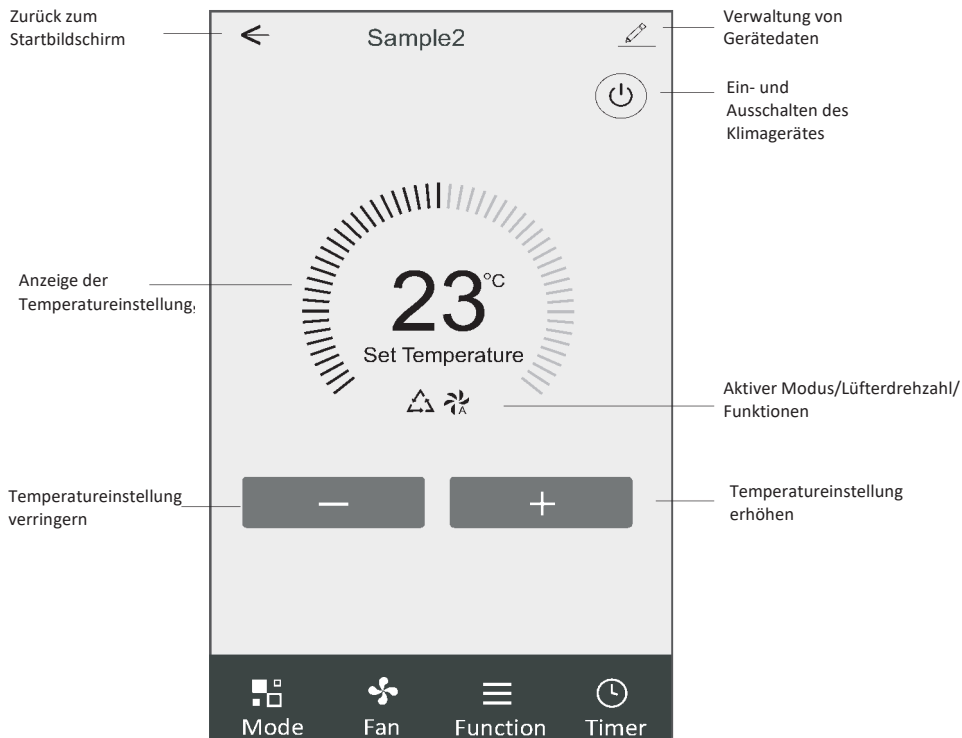 Zurück zum
Startbildschirm
Sample2
Verwaltung von
Gerätedaten
Ein- und
Ausschalten des
Klimagerätes
Anzeige der
Temperatureinstellung,
23°C
Set Temperature
A
Aktiver Modus/Lüfterdrehzahl/
Funktionen
Temperatureinstellung
verringern
−
+
Temperatureinstellung
erhöhen
Mode
Fan
Function
Timer